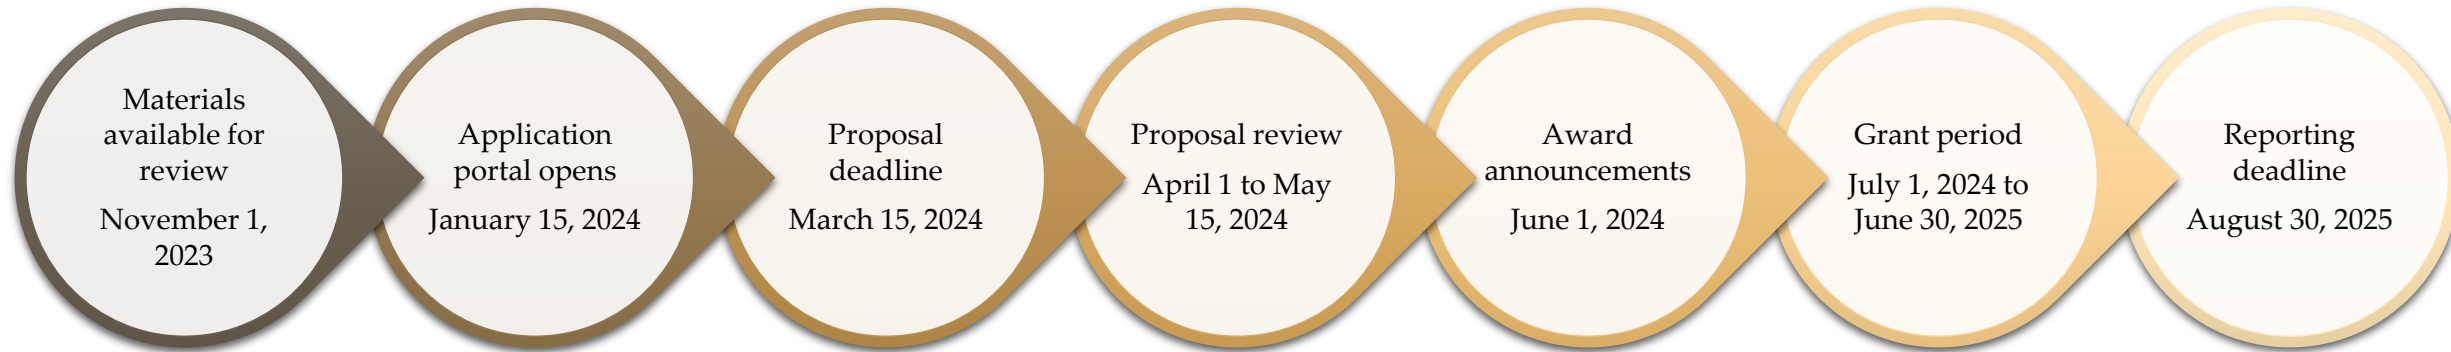 Materials
available for
review
November 1,
2023
Application
portal opens
January 15, 2024
Proposal
deadline
March 15, 2024
Proposal review
April 1 to May
15, 2024
Award
announcements
June 1, 2024
Grant period
July 1, 2024 to
June 30, 2025
Reporting
deadline
August 30, 2025